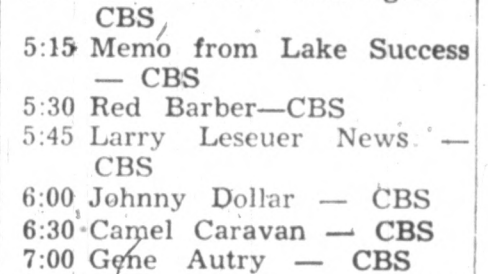 CBS
5:15 Memo from Lake Success
— CBS
5:30 Red Barber—CBS
5:45 Larry Leseuer News —
CBS
6:00 Johnny Dollar — CBS
6:30 Camel Caravan — CBS
7:00 Gene Autry — CBS